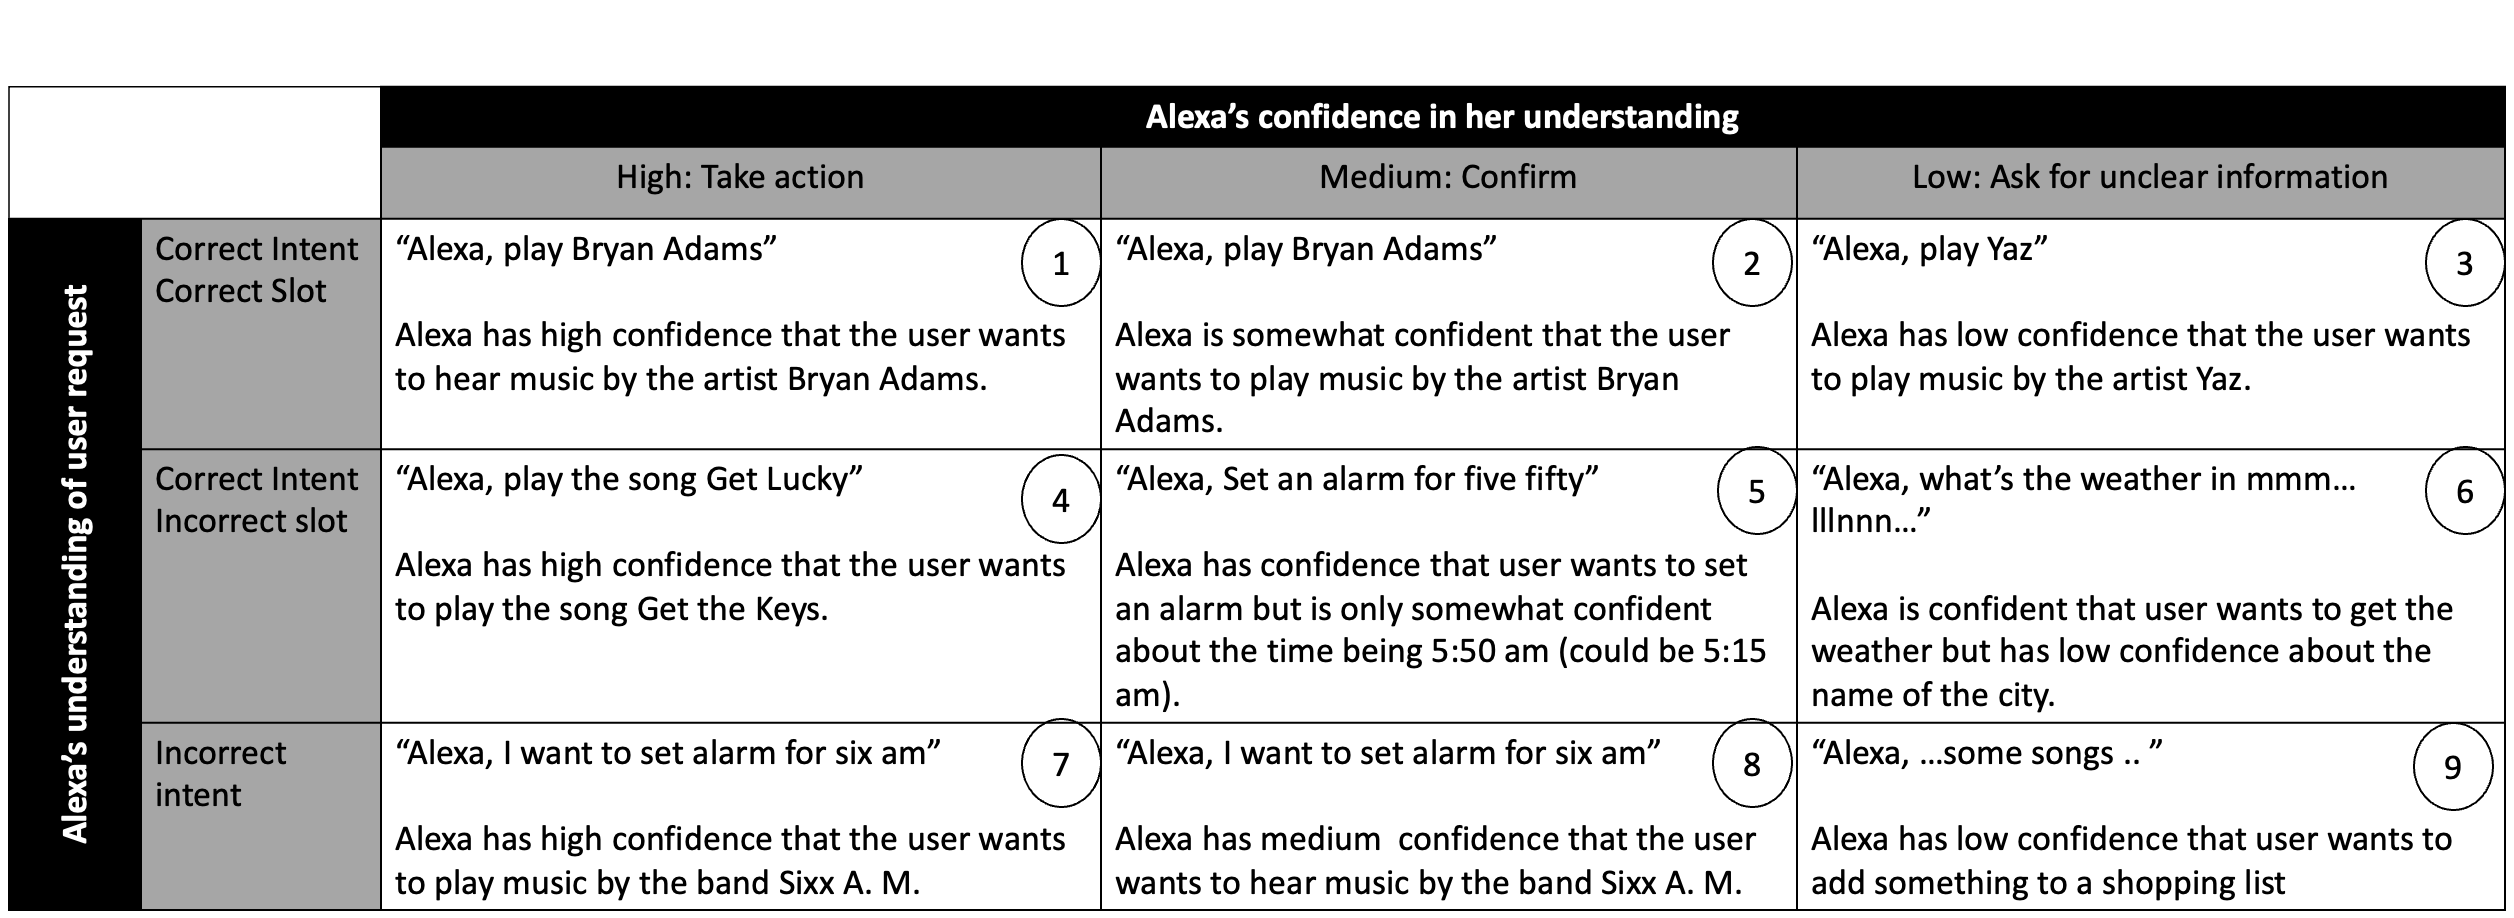 Alexa’s confidence in her understanding
High: Take action
Medium: Confirm
Low: Ask for unclear information
Alexa’s understanding of user request
Correct Intent
Correct Slot
“Alexa, play Bryan Adams”
1
Alexa has high confidence that the user wants
to hear music by the artist Bryan Adams.
“Alexa, play Bryan Adams”
2
Alexa is somewhat confident that the user
wants to play music by the artist Bryan
Adams.
“Alexa, play Yaz”
3
Alexa has low confidence that the user wants
to play music by the artist Yaz.
Correct Intent
Incorrect slot
“Alexa, play the song Get Lucky”
4
Alexa has high confidence that the user wants
to play the song Get the Keys.
“Alexa, Set an alarm for five fifty”
5
Alexa has confidence that user wants to set
an alarm but is only somewhat confident
about the time being 5:50 am (could be 5:15
am).
“Alexa, what’s the weather in mmm…
lllnnn…”
6
Alexa is confident that user wants to get the
weather but has low confidence about the
name of the city.
Incorrect
intent
“Alexa, I want to set alarm for six am”
7
Alexa has high confidence that the user wants
to play music by the band Sixx A. M.
“Alexa, I want to set alarm for six am”
8
Alexa has medium  confidence that the user
wants to hear music by the band Sixx A. M.
“Alexa, …some songs ..”
9
Alexa has low confidence that user wants to
add something to a shopping list